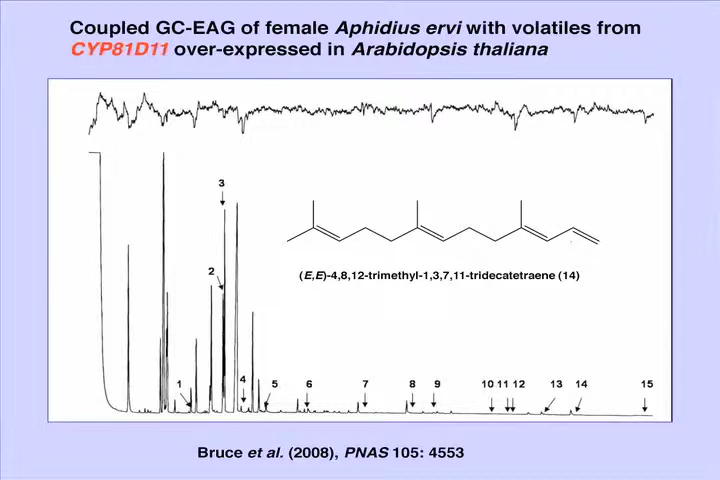 Coupled GC-EAG of female Aphidius ervi with volatiles from
CYP81D11 over-expressed in Arabidopsis thaliana
3
2
(E,E)-4,8,12-trimethyl-1,3,7,11-tridecatetraene (14)
1 4 5 6 7 8 9 10 11 12 13 14 15
Bruce et al. (2008), PNAS 105: 4553